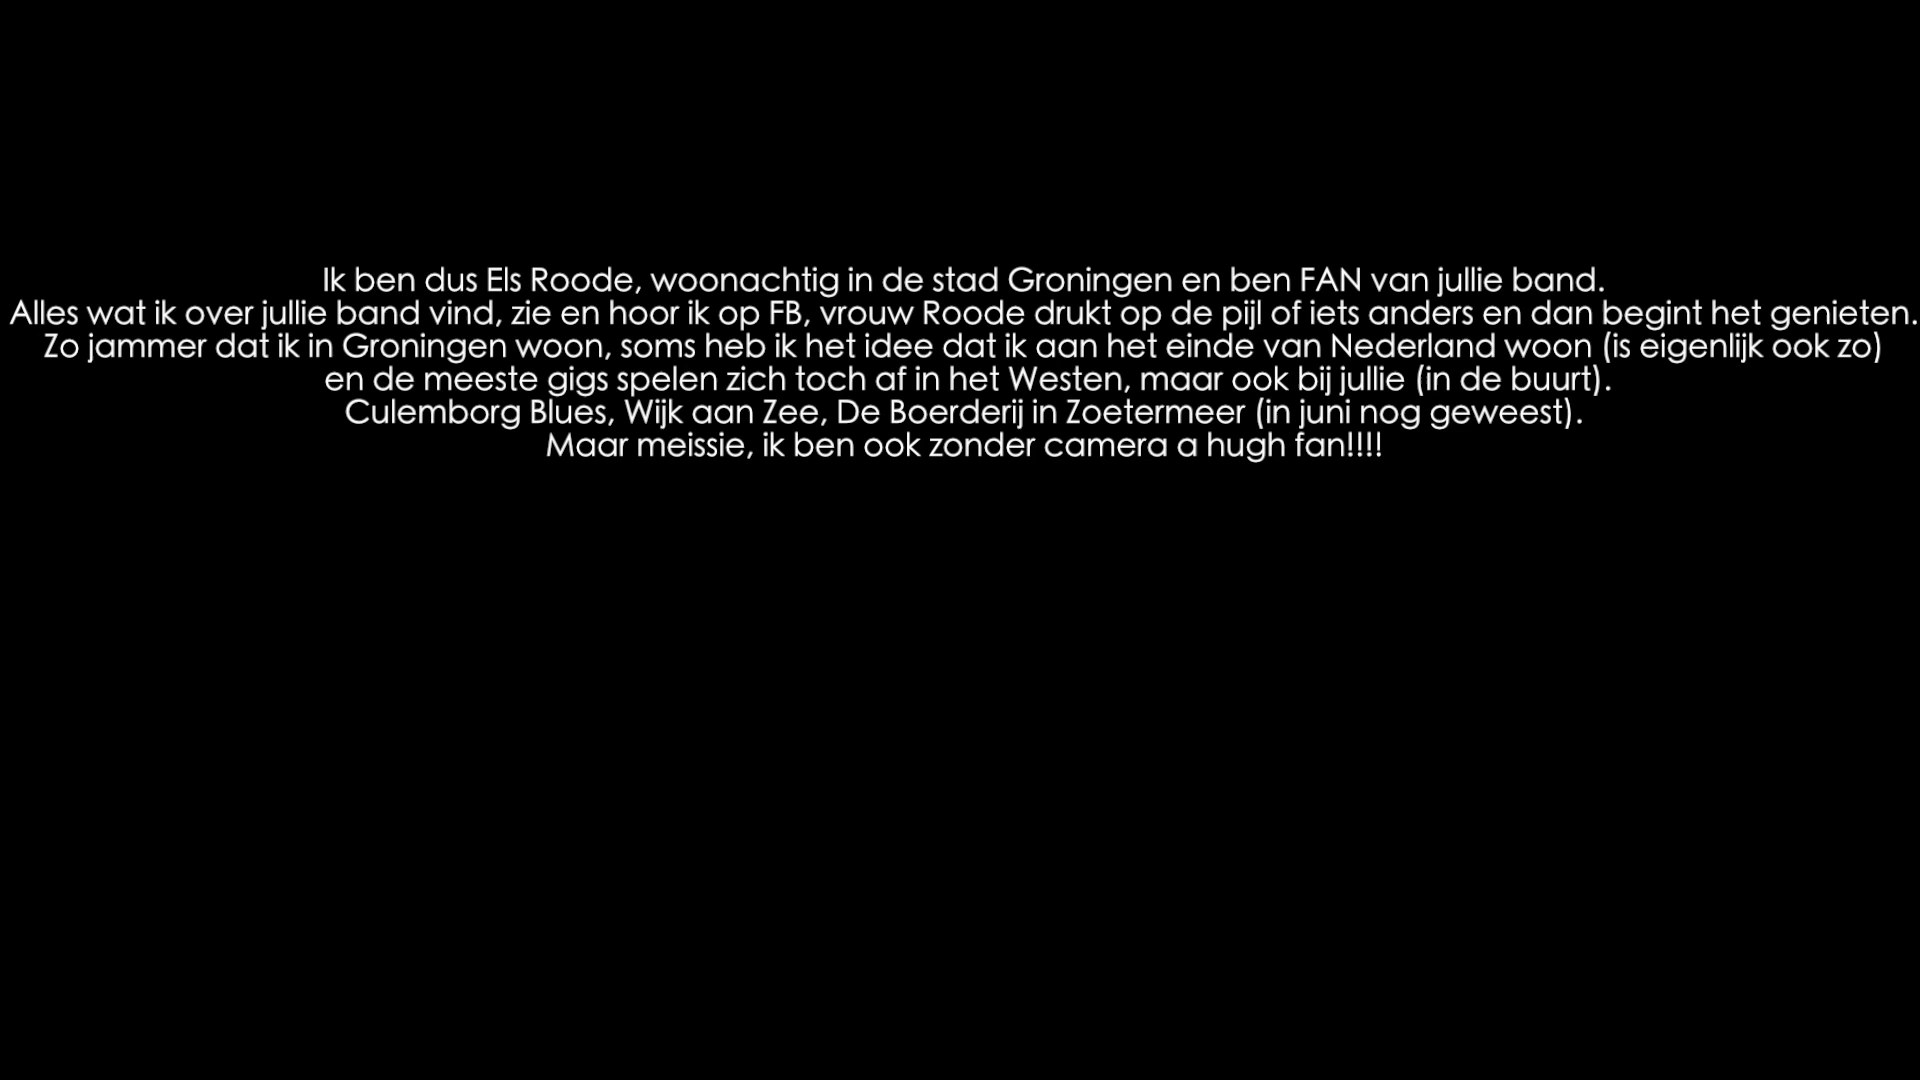 Ik ben dus Els Roode, woonachtig in de stad Groningen en ben FAN van jullie band.
Alles wat ik over jullie band vind, zie en hoor ik op FB, vrouw Roode drukt op de pijl of iets anders en dan begint het genieten.
Zo jammer dat ik in Groningen woon, soms heb ik het idee dat ik aan het einde van Nederland woon (is eigenlijk ook zo)
en de meeste gigs spelen zich toch af in het Westen, maar ook bij jullie (in de buurt).
Culemborg Blues, Wijk aan Zee, De Boerderij in Zoetermeer (in juni nog geweest).
Maar meissie, ik ben ook zonder camera a hugh fan!!!!